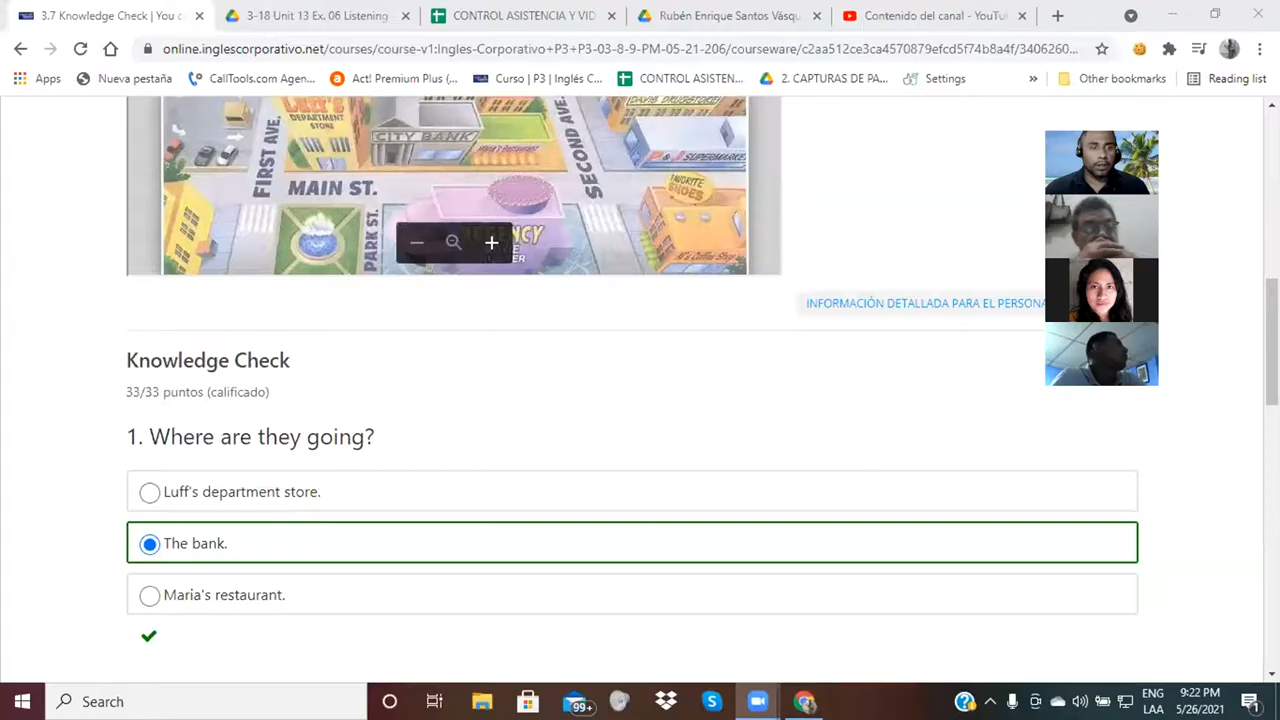 3.7 Knowledge Check | You c
3-18 Unit 13 Ex. 06 Listening -
CONTROL ASISTENCIA Y VID
Rubén Enrique Santos Vásqu
Contenido del canal - YouTu
online.inglescorporativo.net/courses/course-v1:Ingles-Corporativo+P3+P3-03-8-9-PM-05-21-206/courseware/c2aa512ce3ca4570879efcd5f74b8a4f/3406260...
Apps
Nueva pestaña
CallTools.com Agen...
Act! Premium Plus (...
Curso | P3 | Inglés C...
CONTROL ASISTEN...
2. CAPTURAS DE PA...
Settings
»
Other bookmarks
Reading list
LUFF'S
DEPARTMENT
STORE
CITY BANK
DAVIS DRUGSTORE
SUPERMARKET
FIRST AVE.
SECOND AVE.
MAIN ST.
PARK ST.
FAVORITE
SHOES
INFORMACIÓN DETALLADA PARA EL PERSONA
Knowledge Check
33/33 puntos (calificado)
1. Where are they going?
Luff's department store.
The bank.
Maria's restaurant.
Search
99+
ENG
LAA
9:22 PM
5/26/2021
1